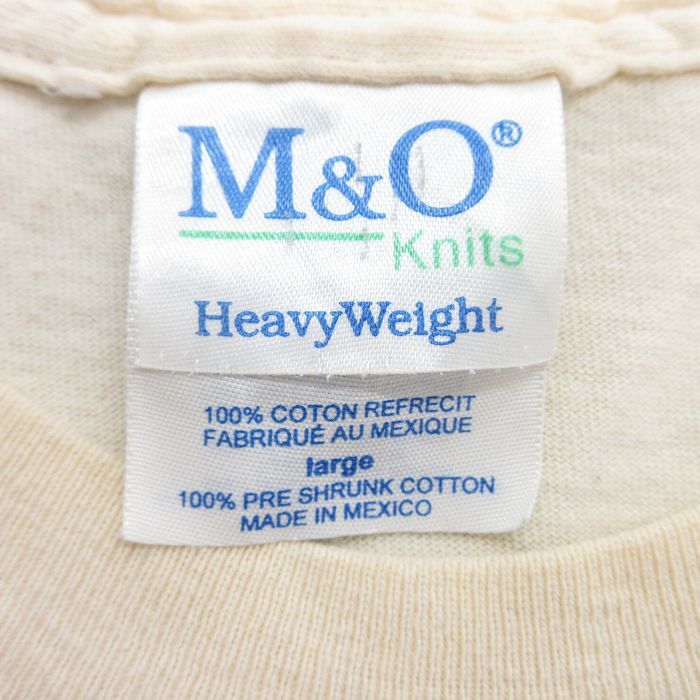 M&O®
Knits
HeavyWeight
100% COTON REFRECIT
FABRIQUÉ AU MEXIQUE
large
100% PRE SHRUNK COTTON
MADE IN MEXICO